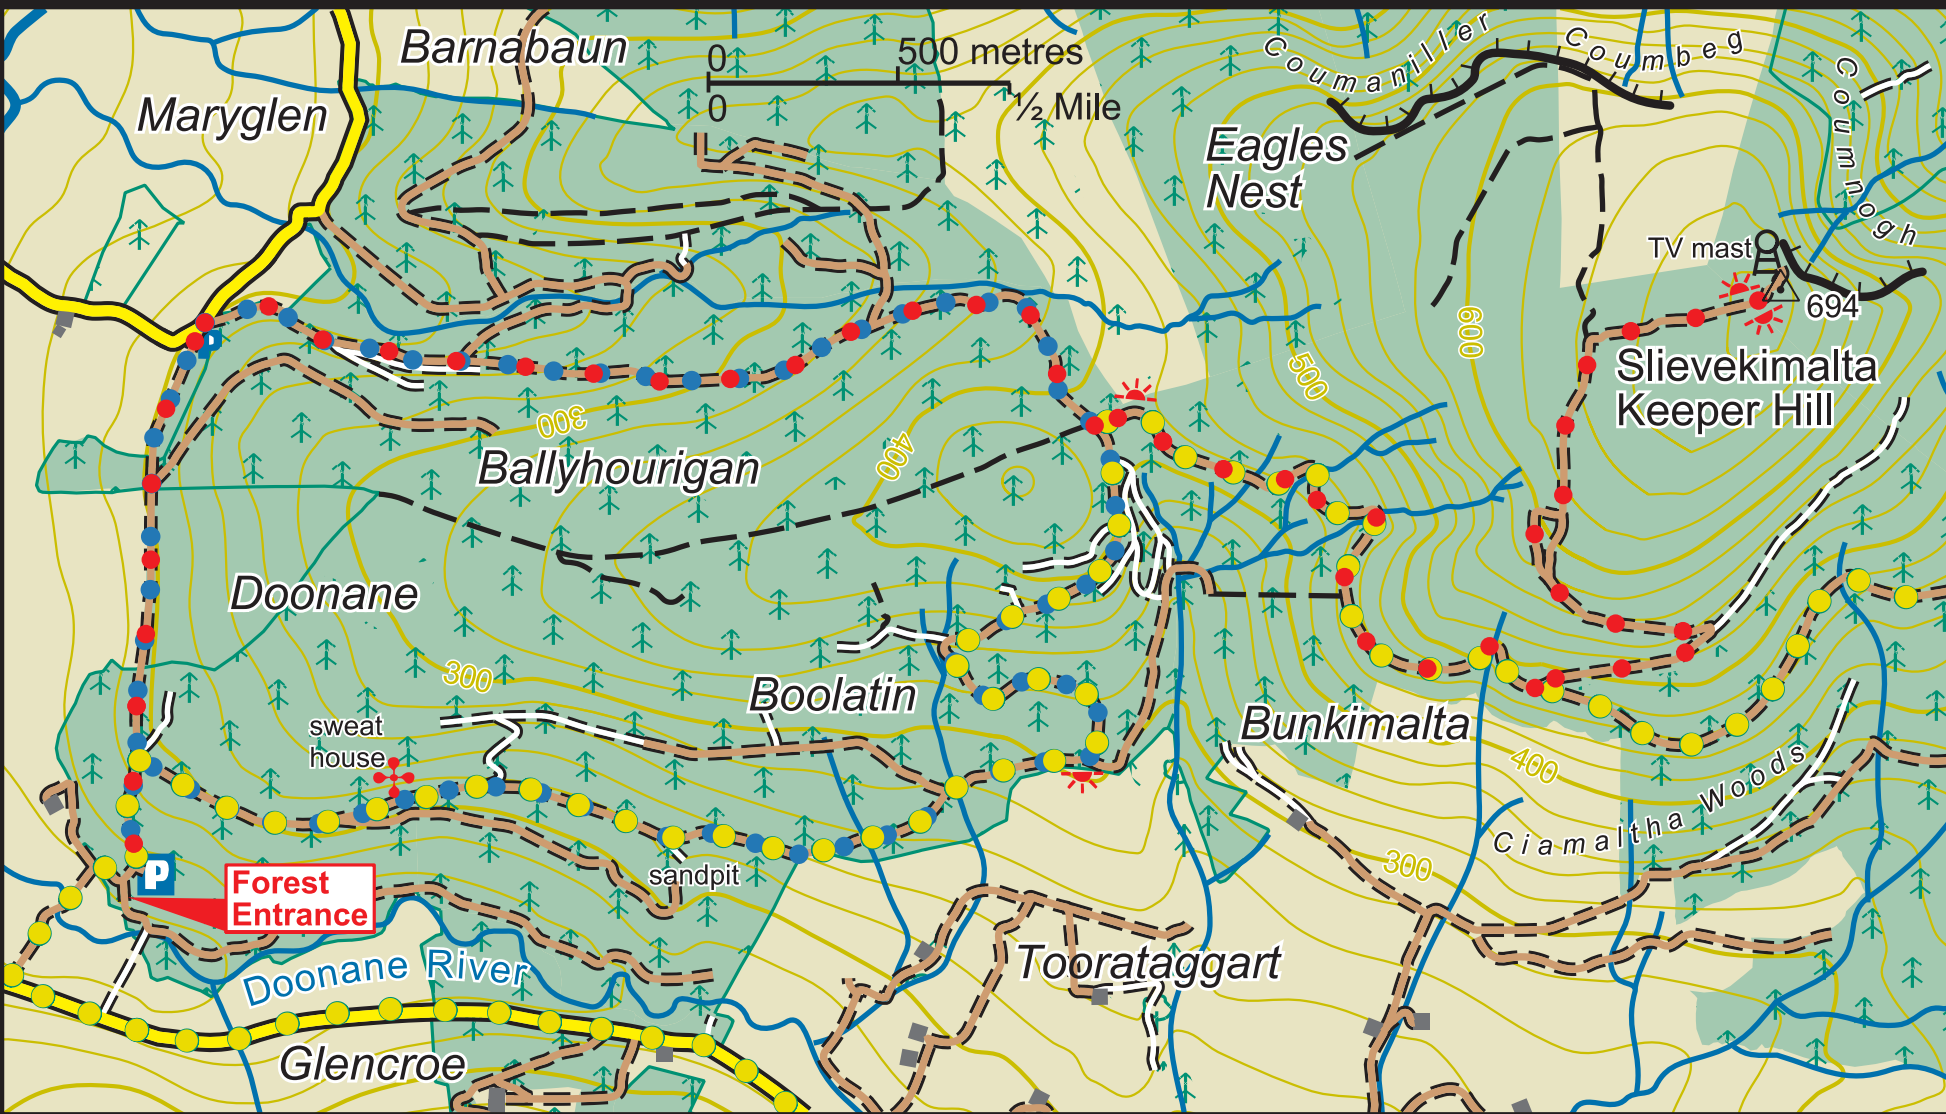 Barnabaun
0
500 metres
0
½ Mile
Maryglen
Coumaniller
Coumbeg
Coumnogh
Eagles
Nest
TV mast
694
600
500
Slievekimalta
Keeper Hill
P
300
400
Ballyhourigan
Doonane
300
Boolatin
sweat
house
Bunkimalta
400
Ciamaltha Woods
300
sandpit
P
Forest
Entrance
Doonane River
Toorataggart
Glencroe